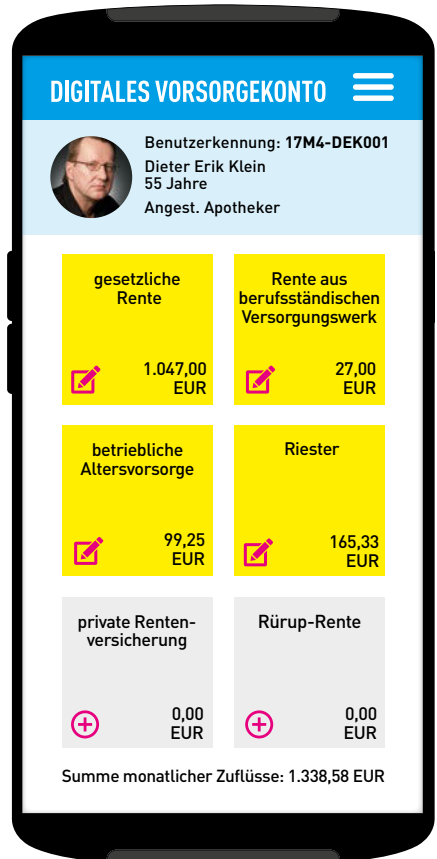 DIGITALES VORSORGEKONTO
Benutzerkennung: 17M4-DEK001
Dieter Erik Klein
55 Jahre
Angest. Apotheker
gesetzliche
Rente
1.047,00
EUR
Rente aus
berufsständischen
Versorgungswerk
27,00
EUR
betriebliche
Altersvorsorge
99,25
EUR
Riester
165,33
EUR
private Renten-
versicherung
0,00
EUR
Rürup-Rente
0,00
EUR
Summe monatlicher Zuflüsse: 1.338,58 EUR